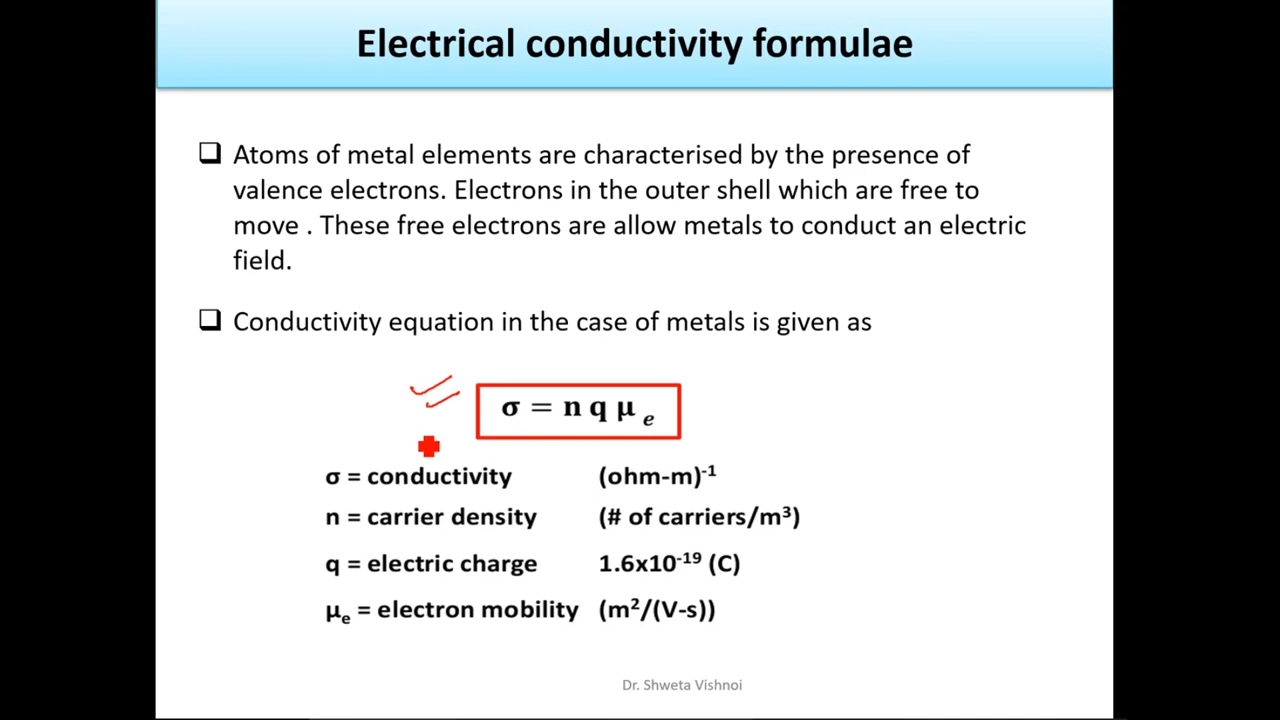 Electrical conductivity formulae
❑ Atoms of metal elements are characterised by the presence of
valence electrons. Electrons in the outer shell which are free to
move . These free electrons are allow metals to conduct an electric
field.
❑ Conductivity equation in the case of metals is given as
σ = n q μ e
σ = conductivity (ohm-m)⁻¹
n = carrier density (# of carriers/m³)
q = electric charge 1.6x10⁻¹⁹ (C)
μₑ = electron mobility (m²/(V-s))
Dr. Shweta Vishnoi